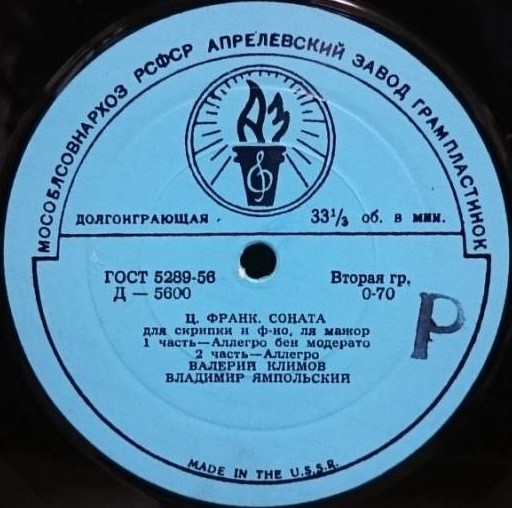 МОСОБЛСОВНАРХОЗ РСФСР АПРЕЛЕВСКИЙ ЗАВОД ГРАМПЛАСТИНОК
АЗ
ДОЛГОИГРАЮЩАЯ 33⅓ об. в мин.
ГОСТ 5289-56 Вторая гр.
Д — 5600 0-70
Р
Ц. ФРАНК. СОНАТА
для скрипки и ф-но, ля мажор
1 часть—Аллегро бен модерато
2 часть—Аллегро
ВАЛЕРИЙ КЛИМОВ
ВЛАДИМИР ЯМПОЛЬСКИЙ
MADE IN THE U.S.S.R.